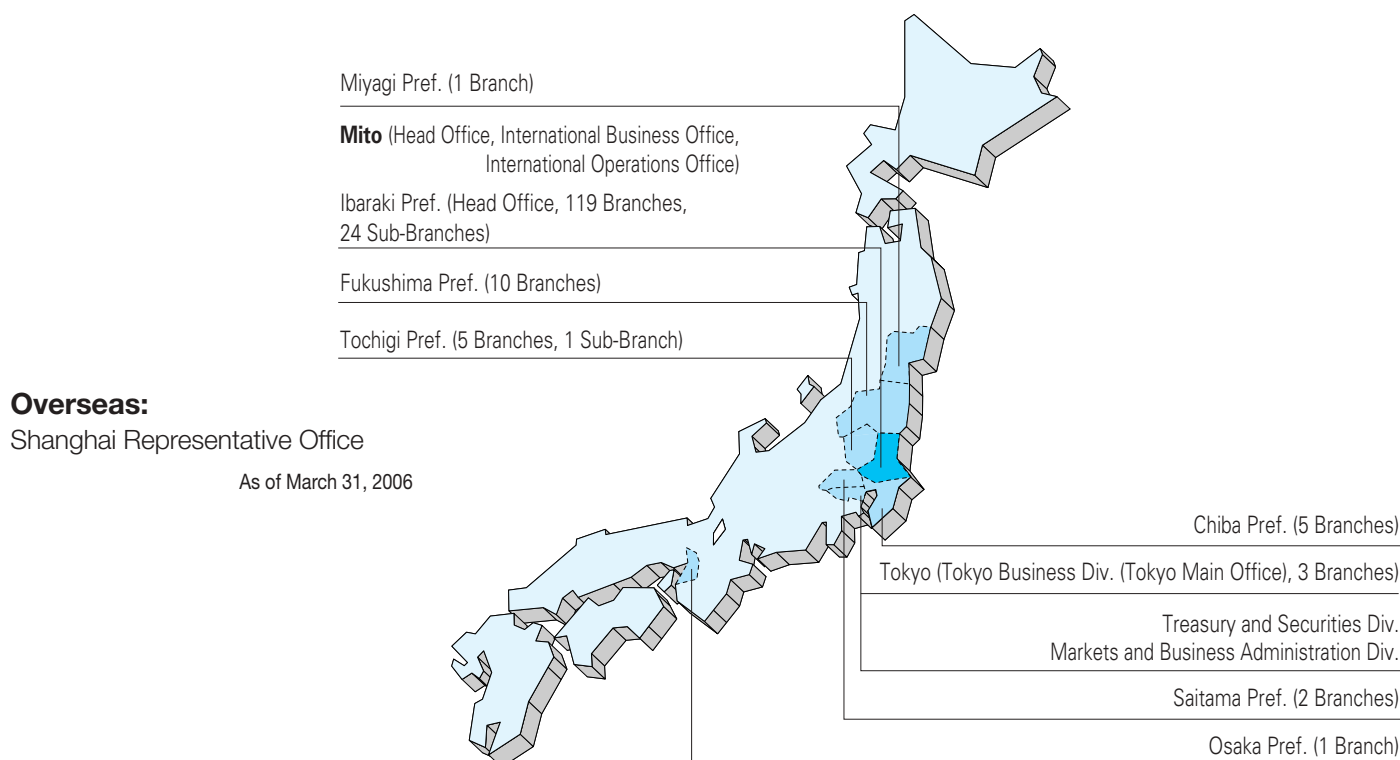 Miyagi Pref. (1 Branch)
Mito (Head Office, International Business Office,
International Operations Office)
Ibaraki Pref. (Head Office, 119 Branches,
24 Sub-Branches)
Fukushima Pref. (10 Branches)
Tochigi Pref. (5 Branches, 1 Sub-Branch)
Overseas:
Shanghai Representative Office
As of March 31, 2006
Chiba Pref. (5 Branches)
Tokyo (Tokyo Business Div. (Tokyo Main Office), 3 Branches)
Treasury and Securities Div.
Markets and Business Administration Div.
Saitama Pref. (2 Branches)
Osaka Pref. (1 Branch)